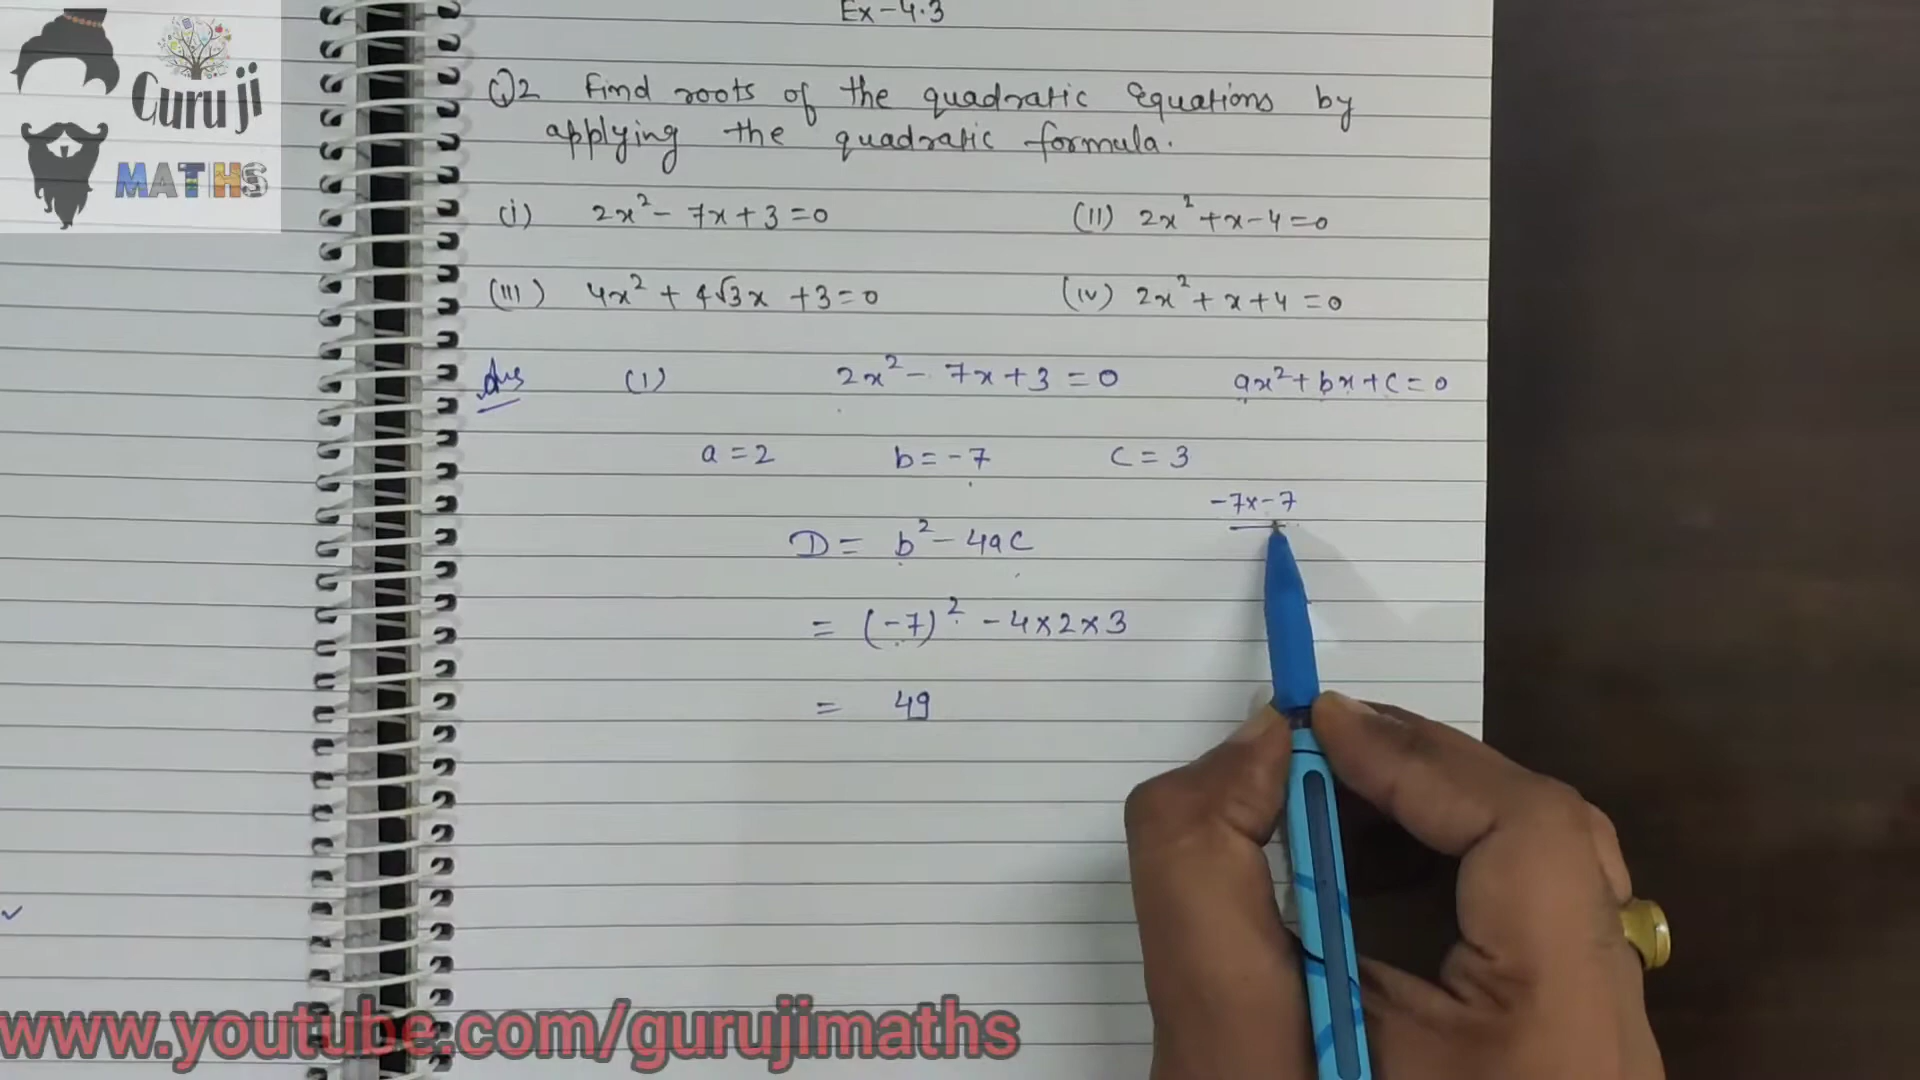 Guruji
MATHS
Ex-4.3
Q2 Find roots of the quadratic equations by
applying the quadratic formula.
(i) 2x² - 7x + 3 = 0 (II) 2x² + x - 4 = 0
(III) 4x² + 4√3x + 3 = 0 (iv) 2x² + x + 4 = 0
Ans (1) 2x² - 7x + 3 = 0 ax² + bx + c = 0
a = 2 b = -7 c = 3
-7x-7
D = b² - 4ac
= (-7)² - 4×2×3
= 49
www.youtube.com/gurujimaths